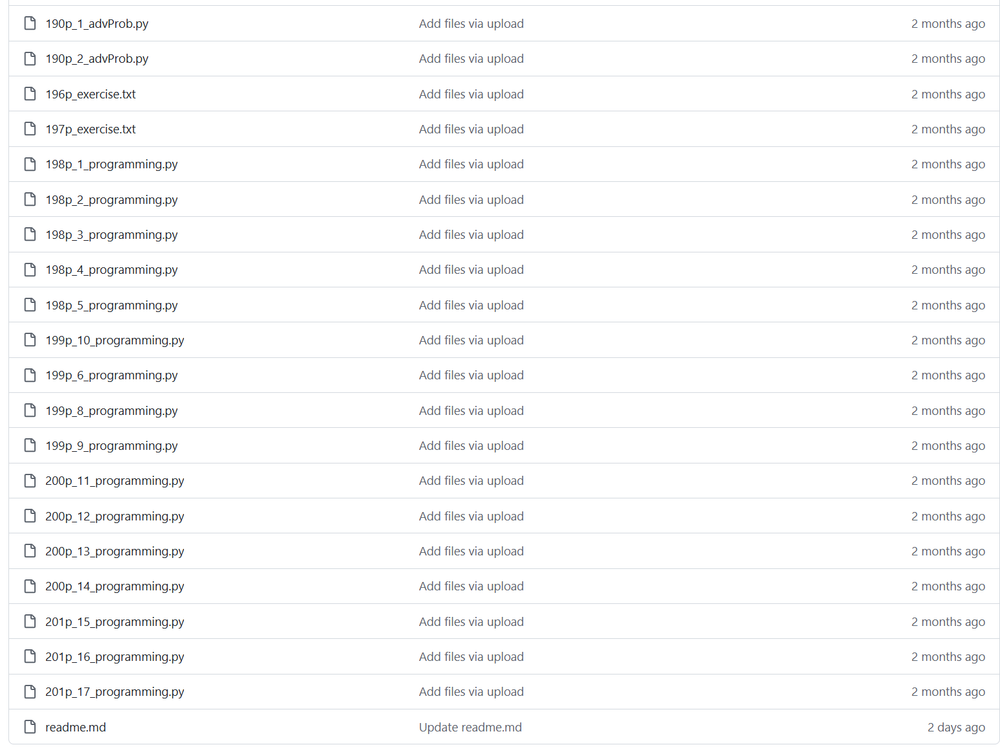 190p_1_advProb.py Add files via upload 2 months ago
190p_2_advProb.py Add files via upload 2 months ago
196p_exercise.txt Add files via upload 2 months ago
197p_exercise.txt Add files via upload 2 months ago
198p_1_programming.py Add files via upload 2 months ago
198p_2_programming.py Add files via upload 2 months ago
198p_3_programming.py Add files via upload 2 months ago
198p_4_programming.py Add files via upload 2 months ago
198p_5_programming.py Add files via upload 2 months ago
199p_10_programming.py Add files via upload 2 months ago
199p_6_programming.py Add files via upload 2 months ago
199p_8_programming.py Add files via upload 2 months ago
199p_9_programming.py Add files via upload 2 months ago
200p_11_programming.py Add files via upload 2 months ago
200p_12_programming.py Add files via upload 2 months ago
200p_13_programming.py Add files via upload 2 months ago
200p_14_programming.py Add files via upload 2 months ago
201p_15_programming.py Add files via upload 2 months ago
201p_16_programming.py Add files via upload 2 months ago
201p_17_programming.py Add files via upload 2 months ago
readme.md Update readme.md 2 days ago